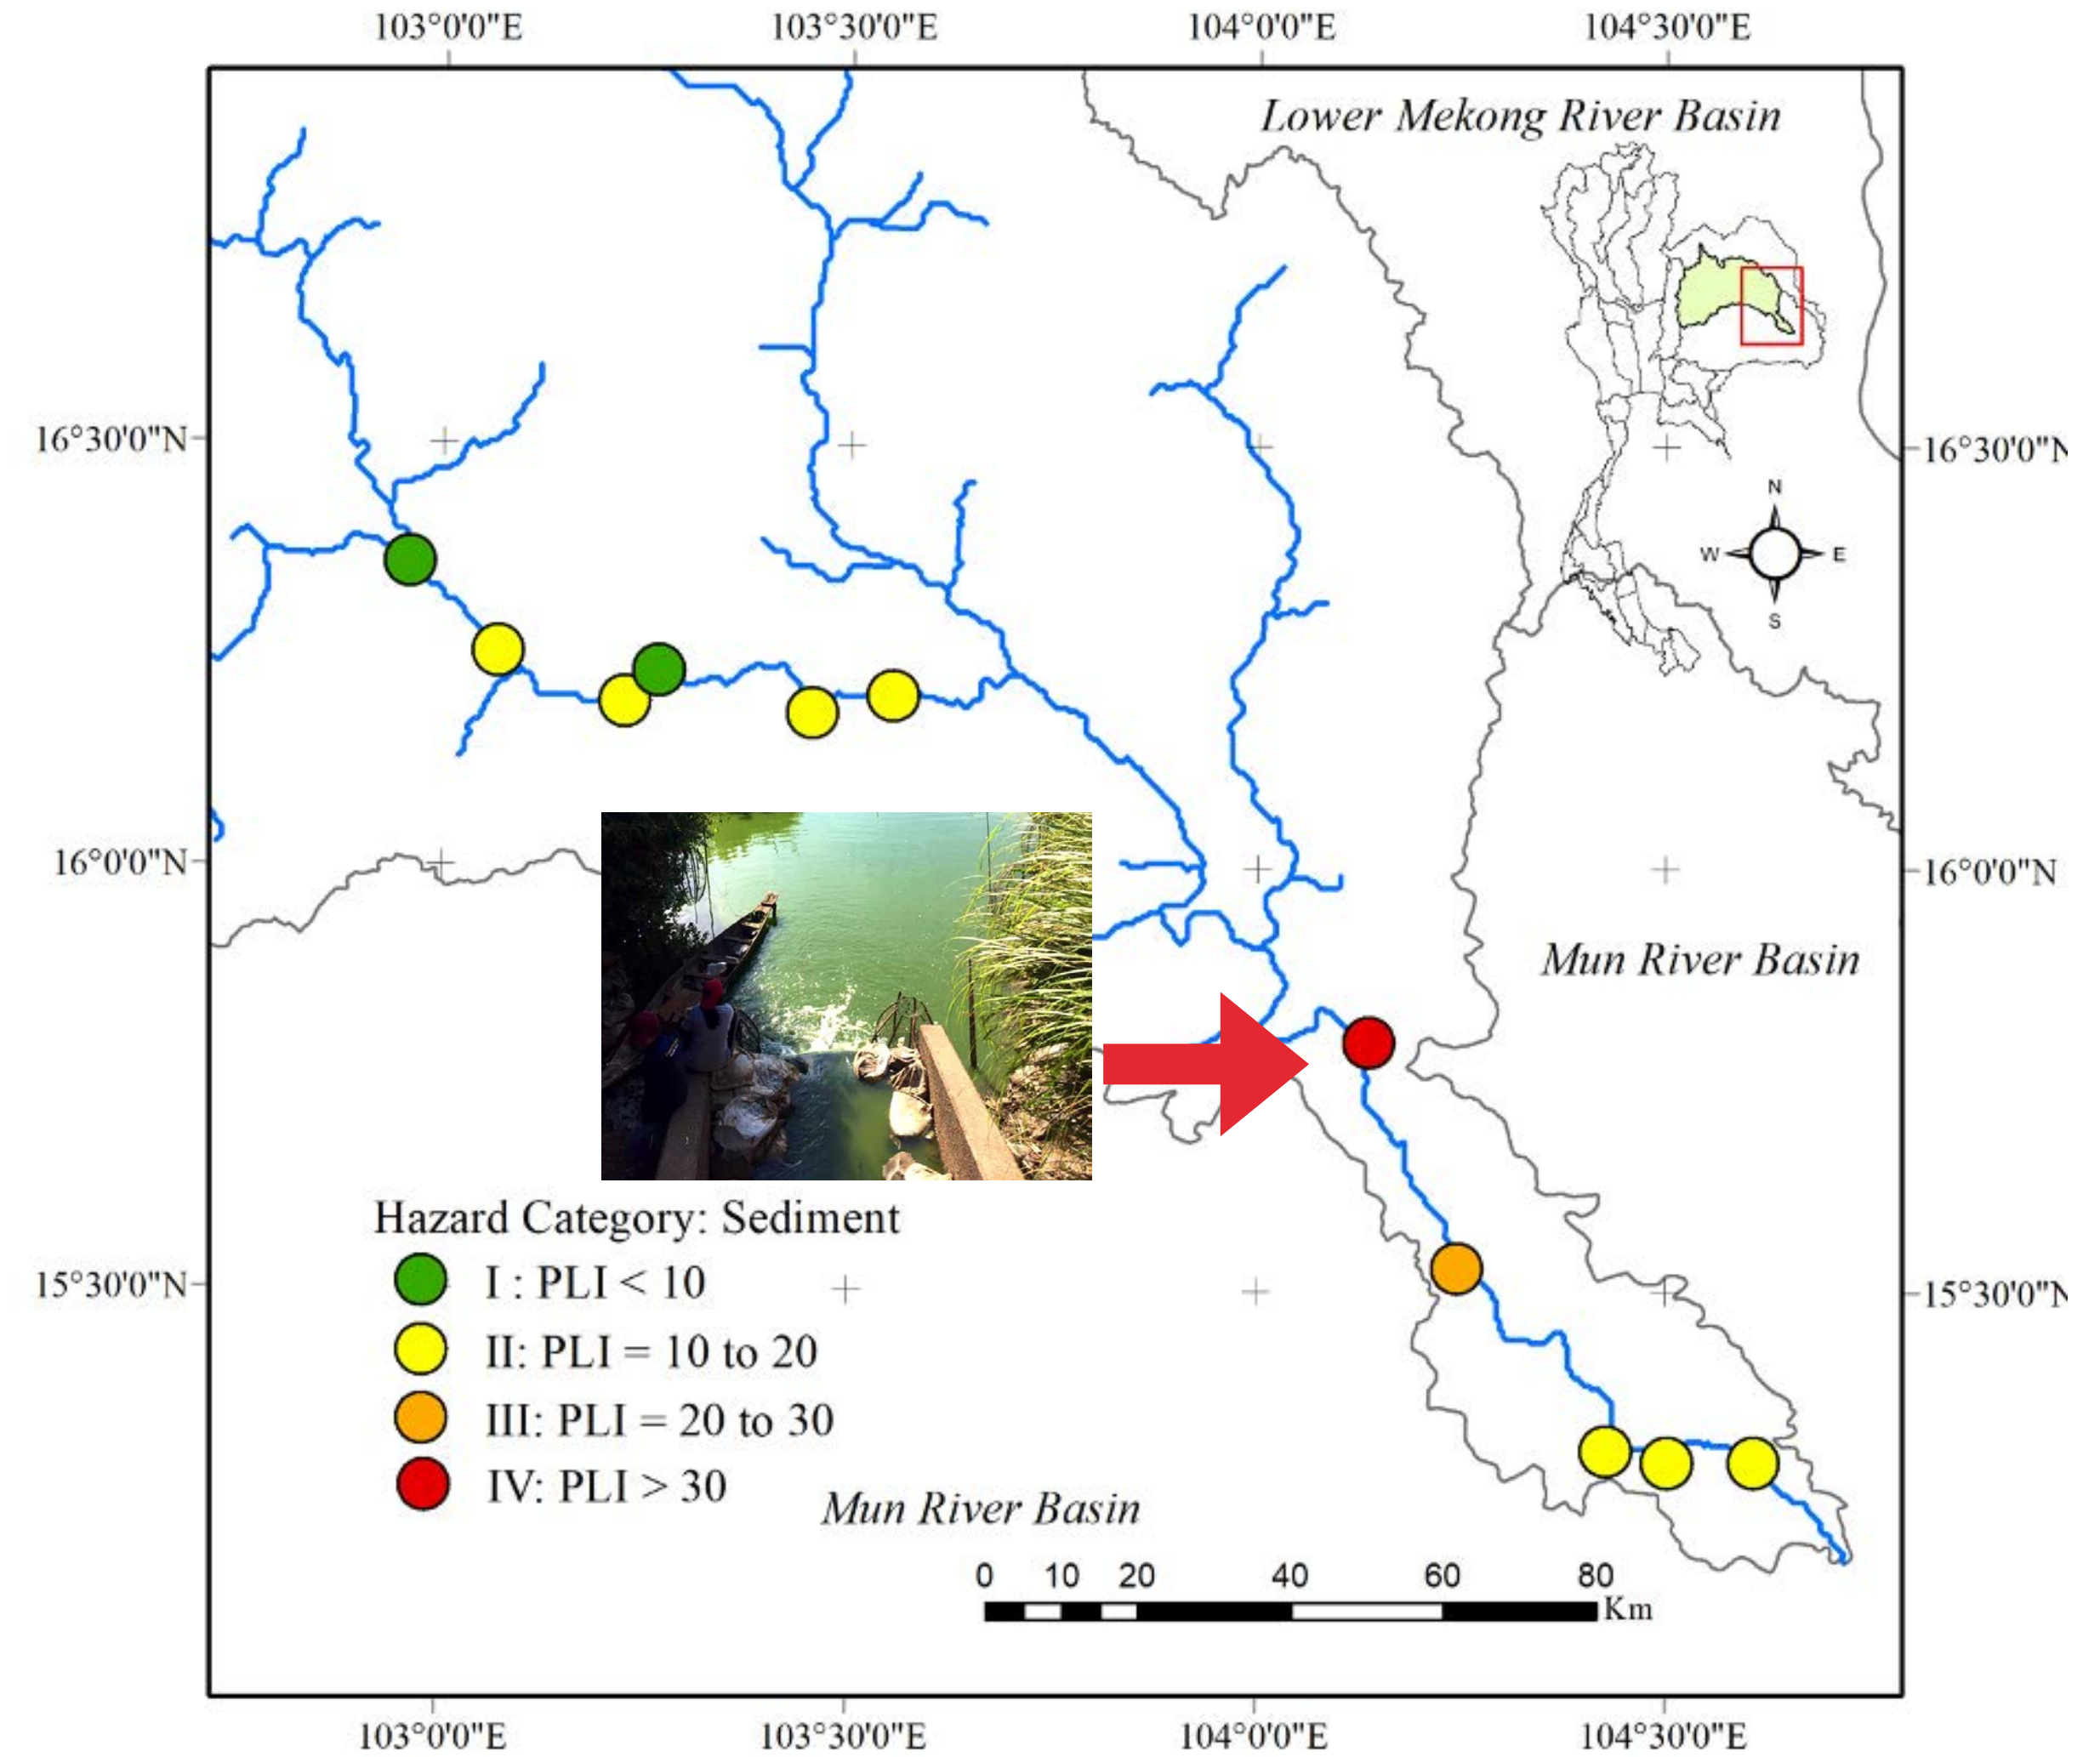 103°0'0"E 103°30'0"E 104°0'0"E 104°30'0"E
Lower Mekong River Basin
16°30'0"N 16°30'0"N
N
W E
S
16°0'0"N 16°0'0"N
Mun River Basin
Hazard Category: Sediment
I : PLI < 10
15°30'0"N 15°30'0"N
II: PLI = 10 to 20
III: PLI = 20 to 30
IV: PLI > 30
Mun River Basin
0 10 20 40 60 80
Km
103°0'0"E 103°30'0"E 104°0'0"E 104°30'0"E